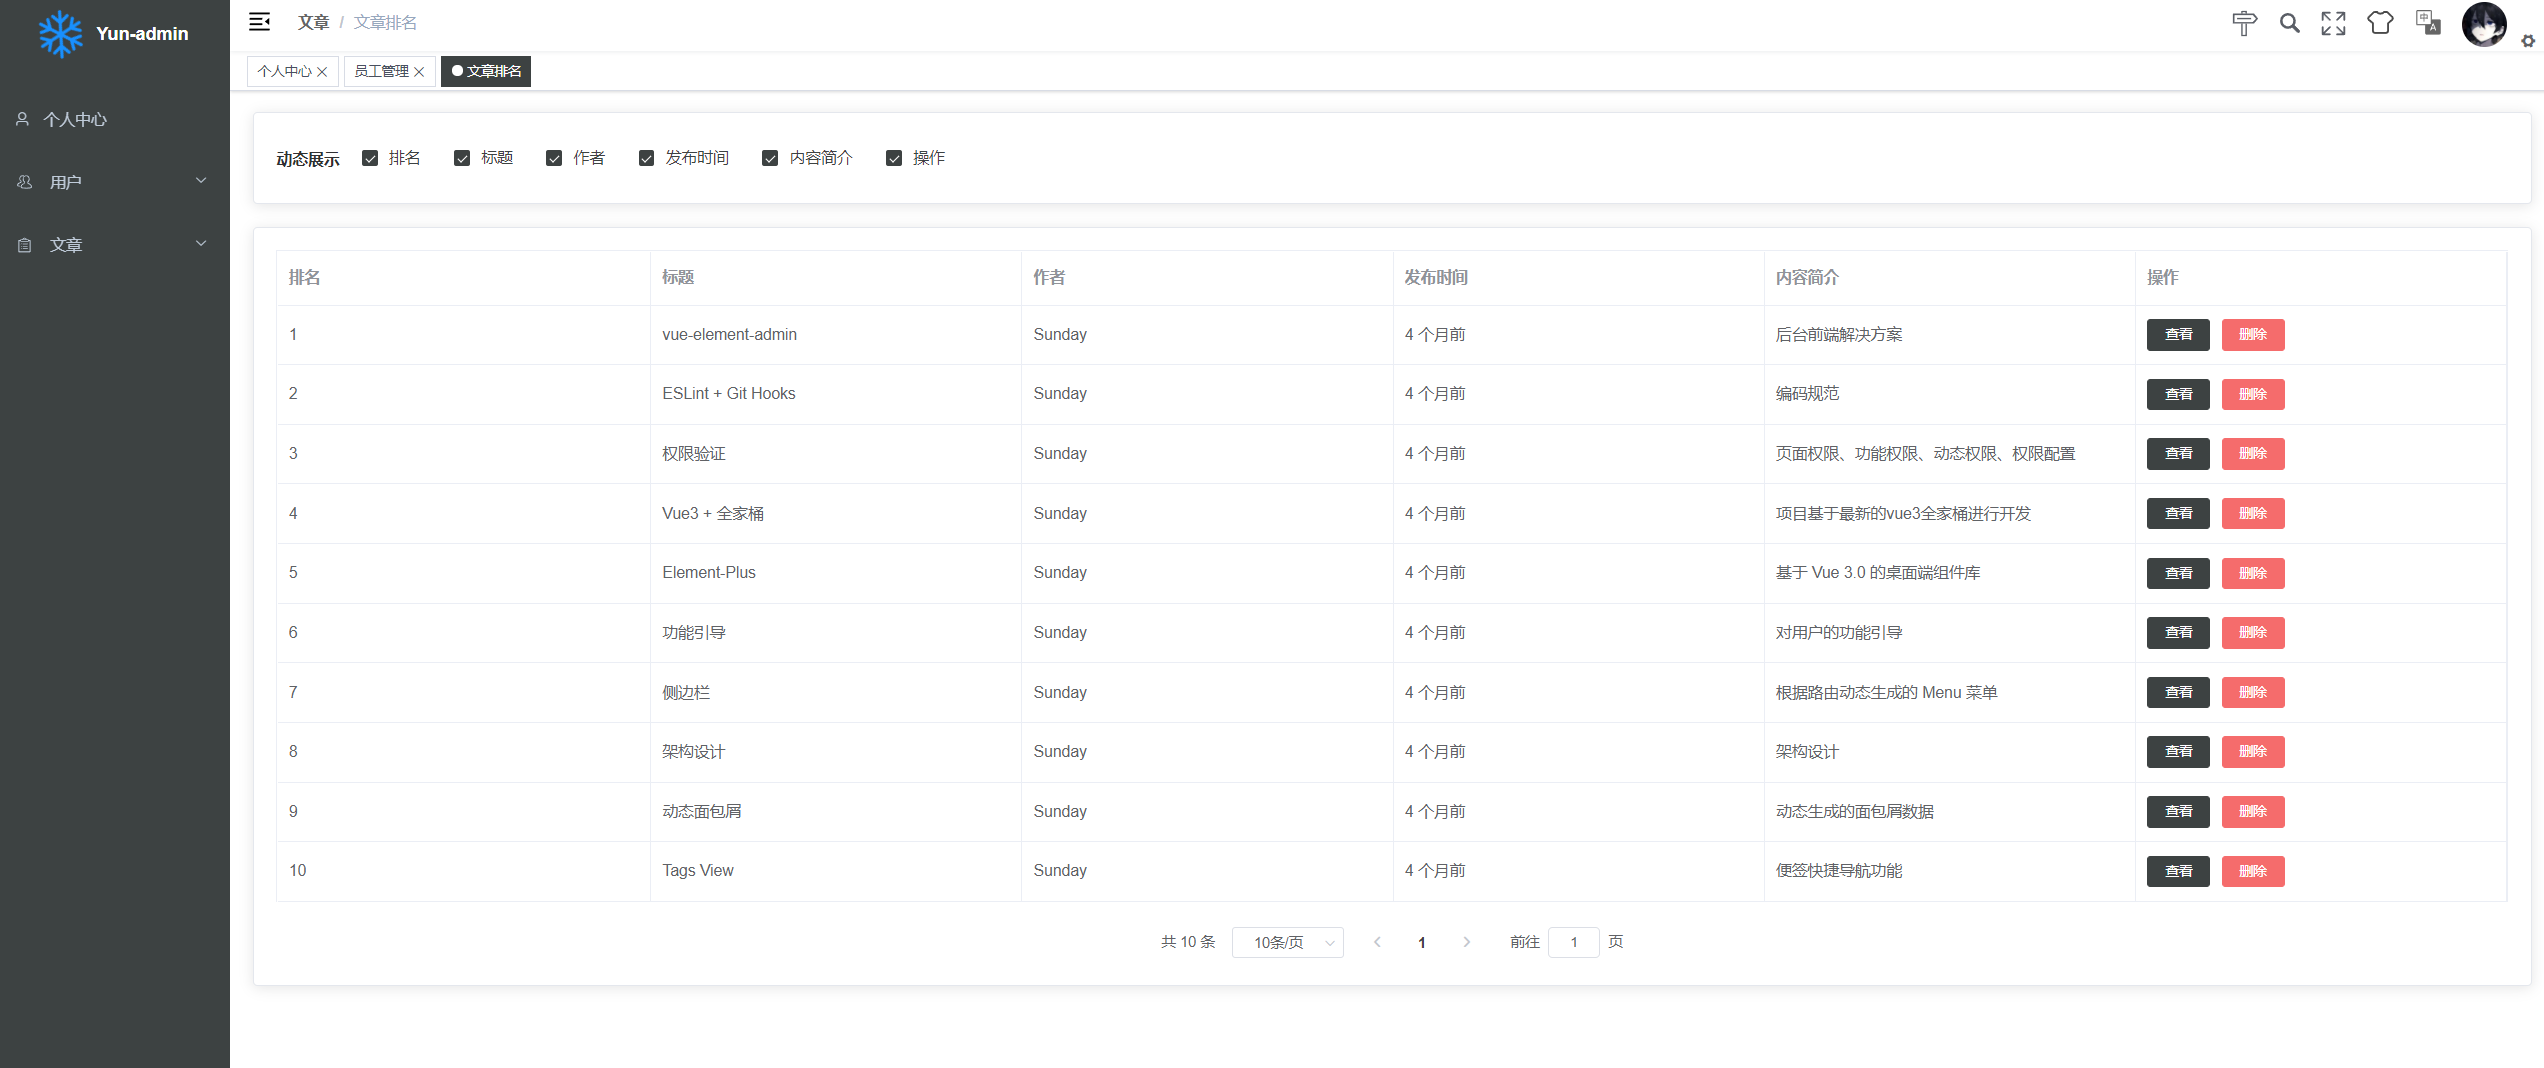 Yun-admin
文章 / 文章排名
个人中心 员工管理 文章排名
个人中心
用户
文章
动态展示 排名 标题 作者 发布时间 内容简介 操作
排名 标题 作者 发布时间 内容简介 操作
1 vue-element-admin Sunday 4 个月前 后台前端解决方案 查看 删除
2 ESLint + Git Hooks Sunday 4 个月前 编码规范 查看 删除
3 权限验证 Sunday 4 个月前 页面权限、功能权限、动态权限、权限配置 查看 删除
4 Vue3 + 全家桶 Sunday 4 个月前 项目基于最新的vue3全家桶进行开发 查看 删除
5 Element-Plus Sunday 4 个月前 基于 Vue 3.0 的桌面端组件库 查看 删除
6 功能引导 Sunday 4 个月前 对用户的功能引导 查看 删除
7 侧边栏 Sunday 4 个月前 根据路由动态生成的 Menu 菜单 查看 删除
8 架构设计 Sunday 4 个月前 架构设计 查看 删除
9 动态面包屑 Sunday 4 个月前 动态生成的面包屑数据 查看 删除
10 Tags View Sunday 4 个月前 便签快捷导航功能 查看 删除
共 10 条 10条/页 1 前往 1 页